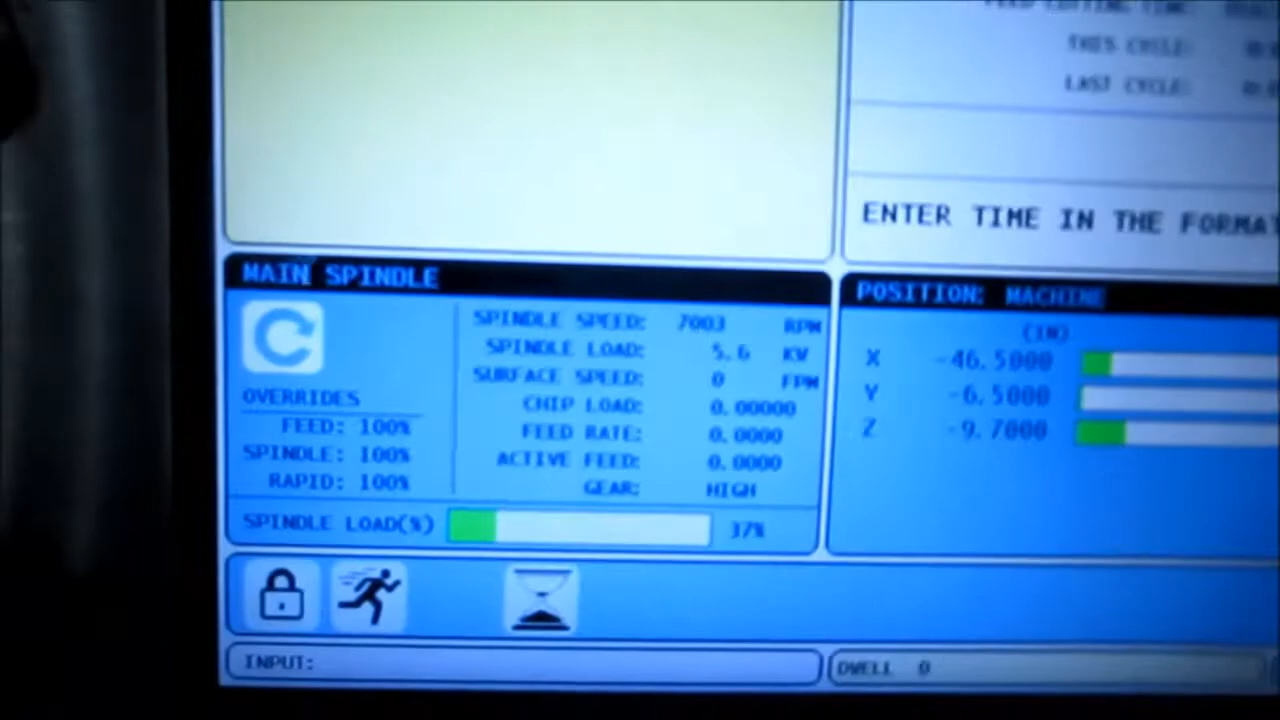 THIS CYCLE:
LAST CYCLE:
ENTER TIME IN THE FORMAT
MAIN SPINDLE
SPINDLE SPEED: 7003 RPM
SPINDLE LOAD: 5.6 KW
SURFACE SPEED: 0 FPM
CHIP LOAD: 0.00000
OVERRIDES
FEED RATE: 0.0000
FEED: 100%
ACTIVE FEED: 0.0000
SPINDLE: 100%
GEAR: HIGH
RAPID: 100%
SPINDLE LOAD(%) 37%
POSITION: MACHINE
(IN)
X -46.5000
Y -6.5000
Z -9.7000
INPUT:
DWELL 0